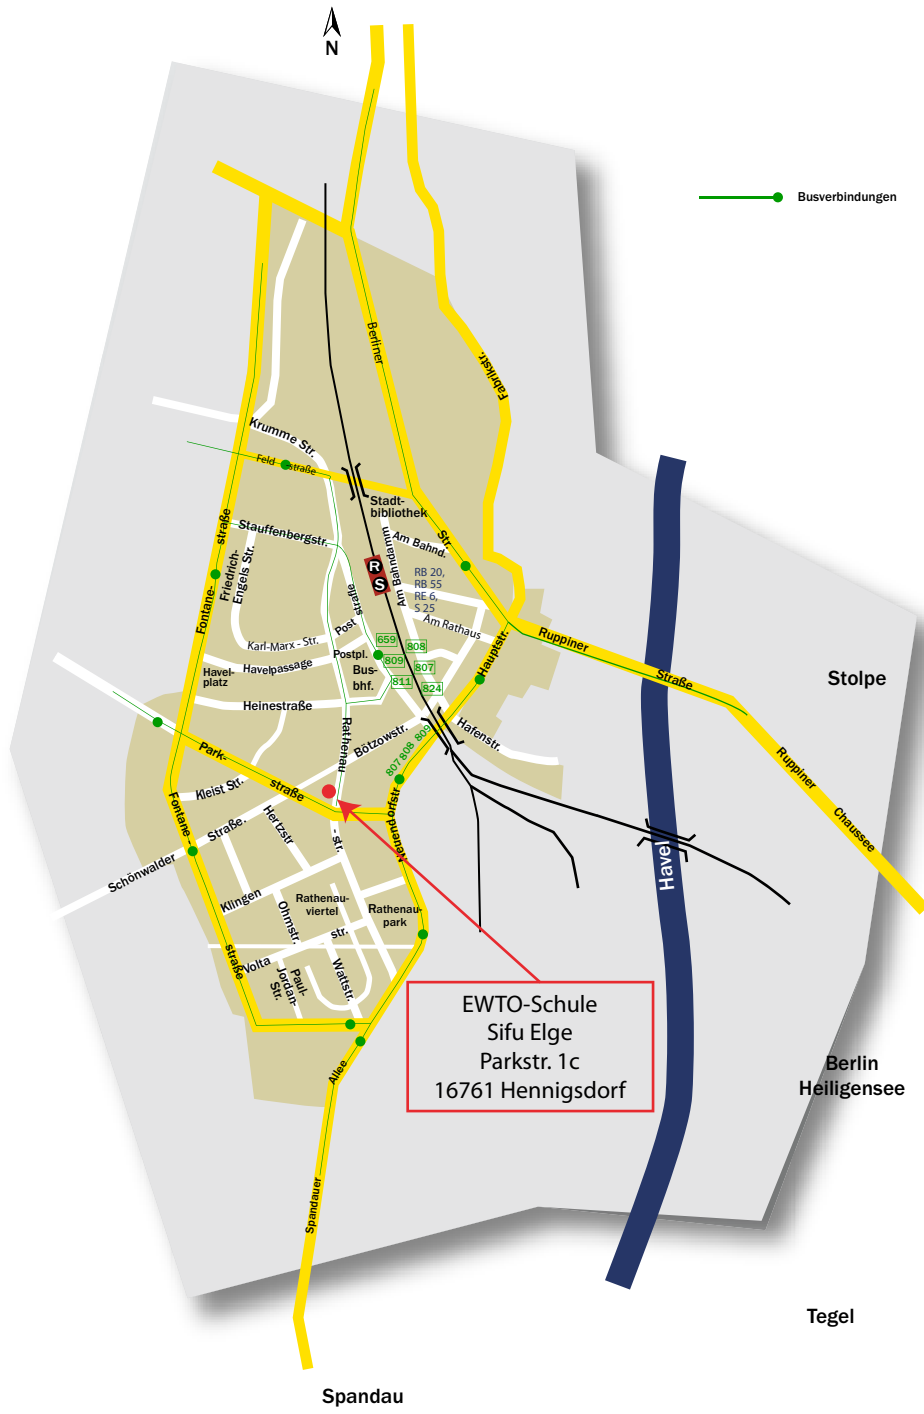 N
Busverbindungen
Berliner
Fabrikstr.
Krumme Str.
Feldstraße
Stadt-
bibliothek
straße
Stauffenbergstr.
Am Bahnd.
Str.
Friedrich-
Engels Str.
R
S
Am Bahndamm
RB 20,
RB 55
RE 6,
S 25
Fontane-
Post
straße
Am Rathaus
Karl-Marx - Str.
659
808
Hauptstr.
Ruppiner
Straße
Stolpe
Havelpassage
Postpl.
809
807
Havel-
platz
Bus-
bhf.
811
824
Heinestraße
Rathenau
Bötzowstr.
807 808 809
Hafenstr.
Park-
straße
Ruppiner
Chaussee
Kleist Str.
Fontane-
Neuendorfstr
Schönwalder
Straße.
Hertzstr
- str.
Havel
Klingen
Ohmstr.
Rathenau-
viertel
Rathenau-
park
str.
straße
Volta
Wattstr.
Paul-
Jordan-
Str.
EWTO-Schule
Sifu Elge
Parkstr. 1c
16761 Hennigsdorf
Berlin
Heiligensee
Allee
Spandauer
Tegel
Spandau